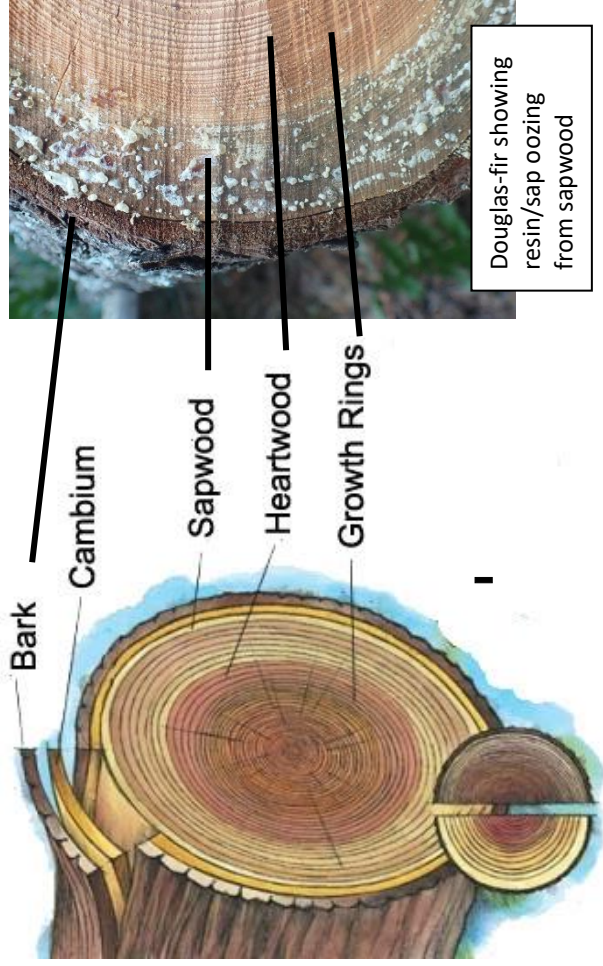 Bark
Cambium
Sapwood
Heartwood
Growth Rings
Douglas-fir showing
resin/sap oozing
from sapwood